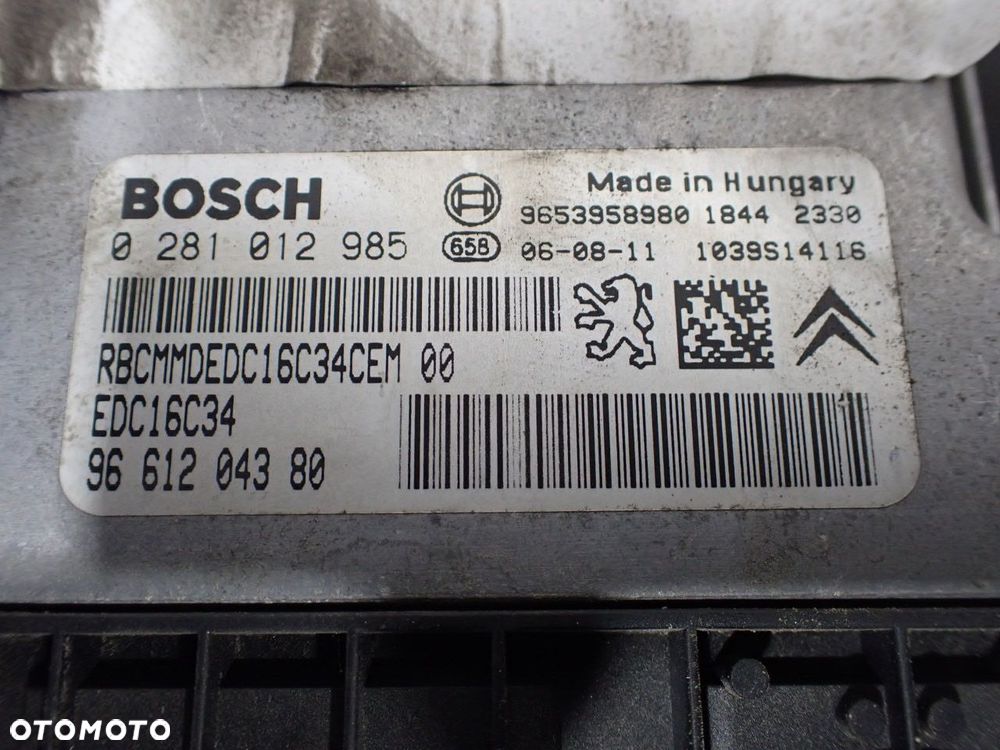 BOSCH
Made in Hungary
9653958980 1844 2330
0 281 012 985
658
06-08-11 1039S14116
RBCMMDEDC16C34CEM 00
EDC16C34
96 612 043 80
OTOMOTO